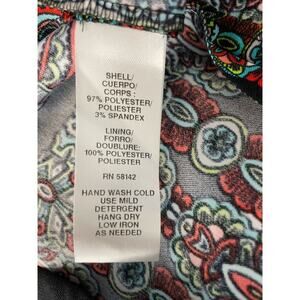 SHELL/
CUERPO/
CORPS :
97% POLYESTER/
POLIESTER
3% SPANDEX
LINING/
FORRO/
DOUBLURE:
100% POLYESTER/
POLIESTER
RN 58142
HAND WASH COLD
USE MILD
DETERGENT
HANG DRY
LOW IRON
AS NEEDED